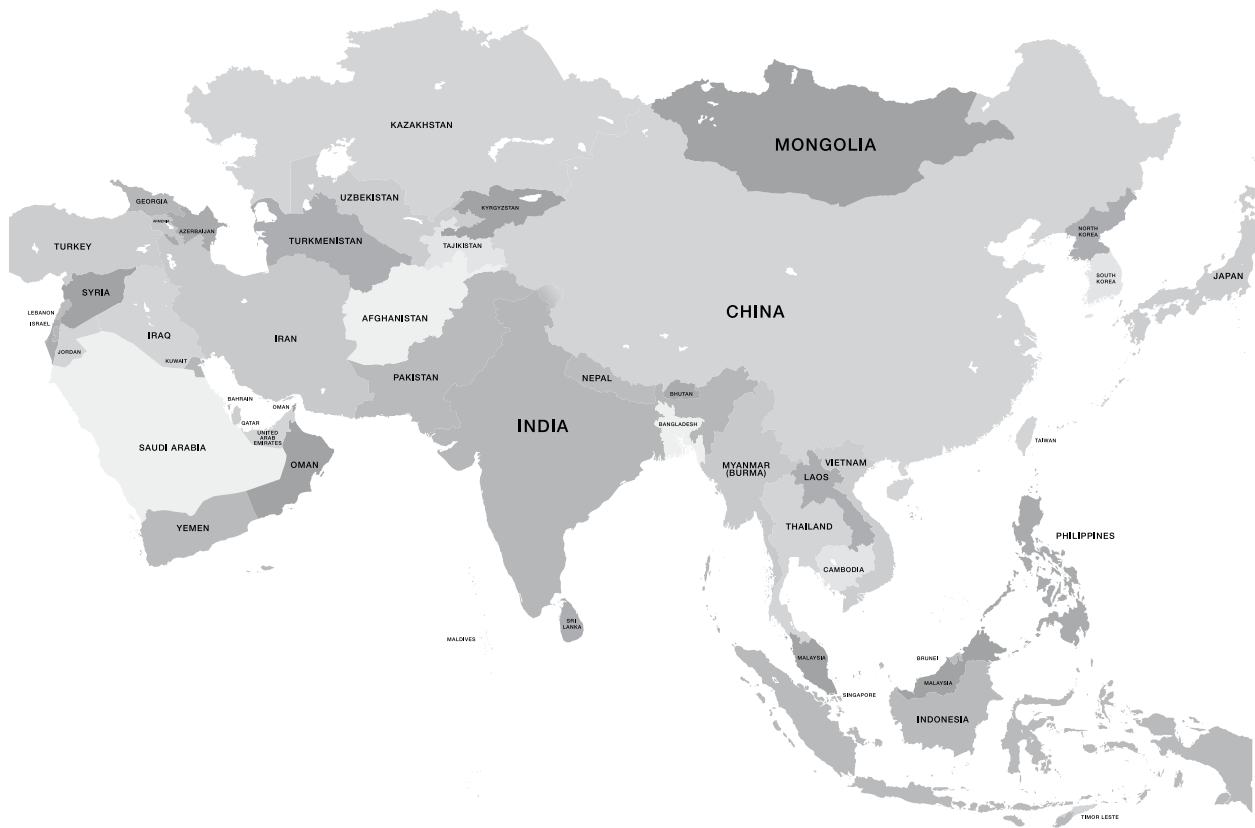 KAZAKHSTAN
MONGOLIA
UZBEKISTAN
GEORGIA
KYRGYZSTAN
ARMENIA
AZERBAIJAN
TURKMENISTAN
TURKEY
TAJIKISTAN
NORTH
KOREA
SOUTH
KOREA
JAPAN
SYRIA
LEBANON
ISRAEL
IRAQ
IRAN
AFGHANISTAN
CHINA
JORDAN
KUWAIT
PAKISTAN
NEPAL
BHUTAN
BAHRAIN
OMAN
QATAR
UNITED
ARAB
EMIRATES
INDIA
BANGLADESH
SAUDI ARABIA
OMAN
TAIWAN
MYANMAR
(BURMA)
VIETNAM
LAOS
YEMEN
THAILAND
PHILIPPINES
CAMBODIA
SRI
LANKA
MALDIVES
MALAYSIA
BRUNEI
MALAYSIA
SINGAPORE
INDONESIA
TIMOR LESTE